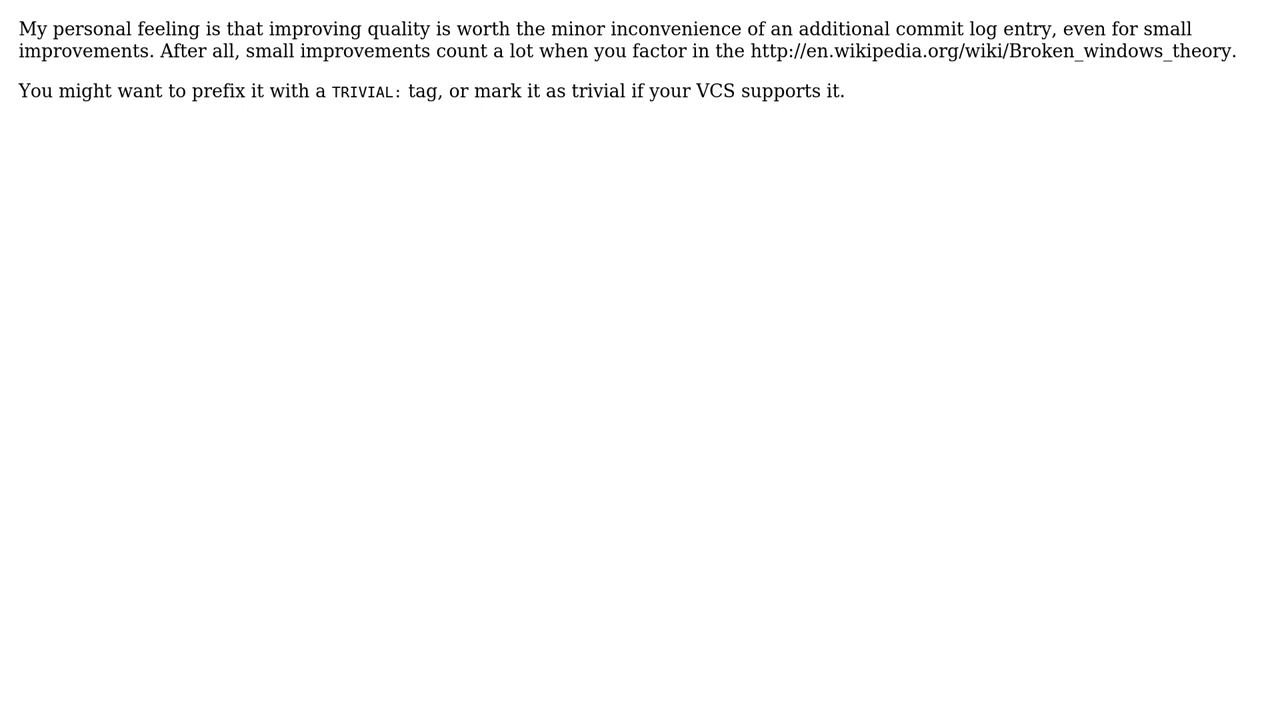 My personal feeling is that improving quality is worth the minor inconvenience of an additional commit log entry, even for small
improvements. After all, small improvements count a lot when you factor in the http://en.wikipedia.org/wiki/Broken_windows_theory.
You might want to prefix it with a TRIVIAL: tag, or mark it as trivial if your VCS supports it.